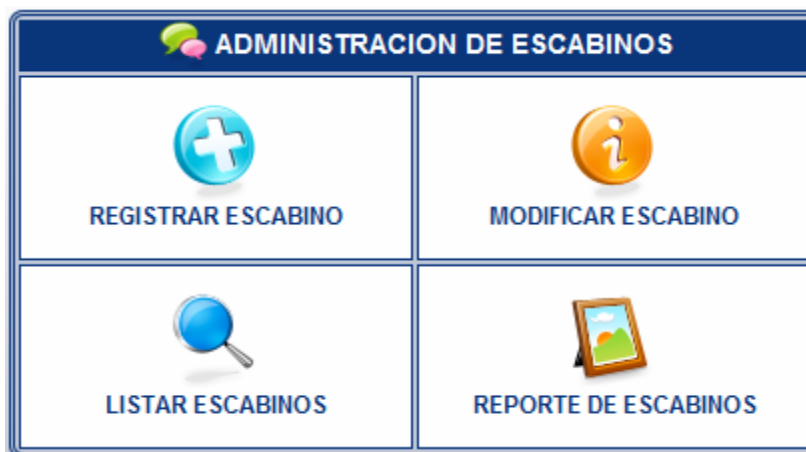 ADMINISTRACION DE ESCABINOS
REGISTRAR ESCABINO
MODIFICAR ESCABINO
LISTAR ESCABINOS
REPORTE DE ESCABINOS